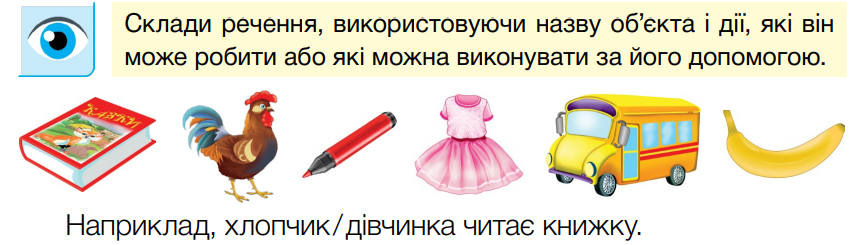 Склади речення, використовуючи назву об’єкта і дії, які він
може робити або які можна виконувати за його допомогою.
КАЗКИ
Наприклад, хлопчик/дівчинка читає книжку.